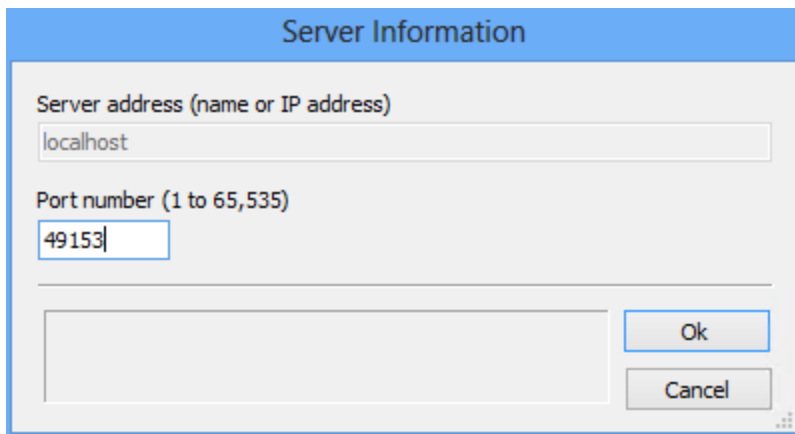 Server Information
Server address (name or IP address)
localhost
Port number (1 to 65,535)
49153
Ok
Cancel